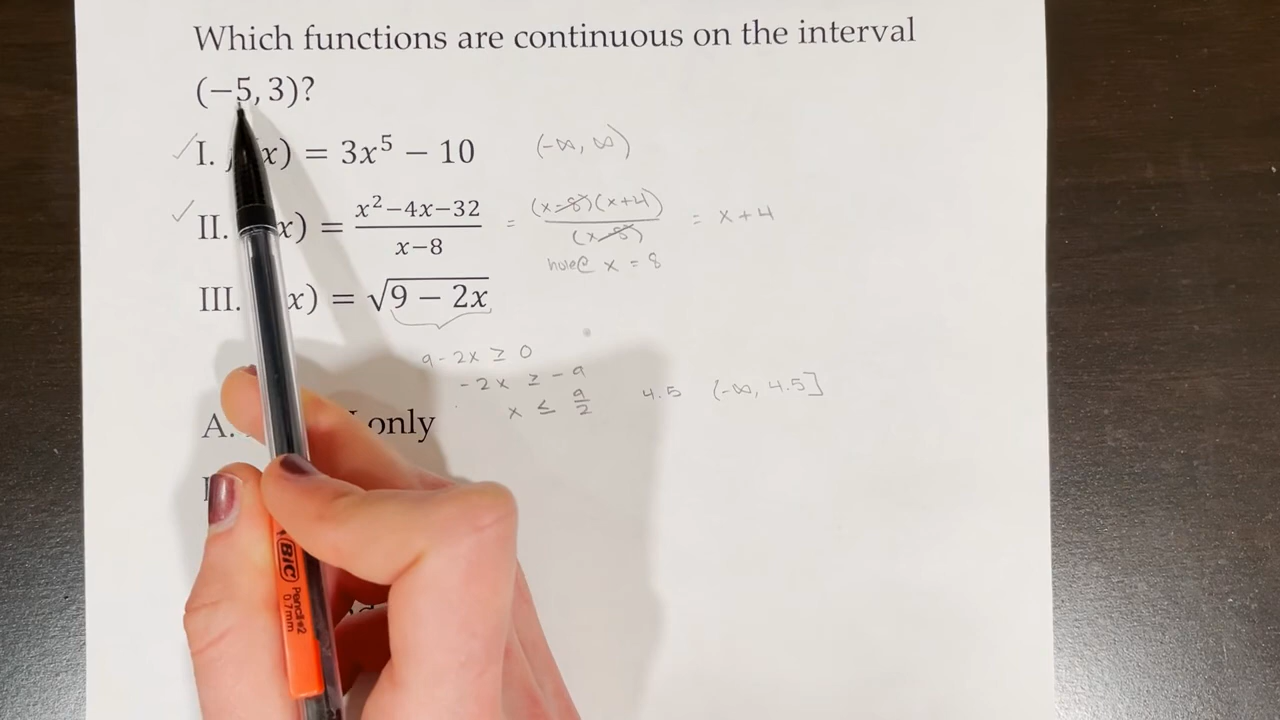 Which functions are continuous on the interval
(−5, 3)?
✓ I. (x) = 3x⁵ − 10 (-∞, ∞)
✓ II. x) = x²−4x−32 / x−8 = (x-8)(x+4) / (x-8) = x+4
hole@ x = 8
III. x) = √9 − 2x
9-2x ≥ 0
-2x ≥ -9
x ≤ 9/2 4.5 (-∞, 4.5]
A. only
BIC Pencil #2 0.7mm